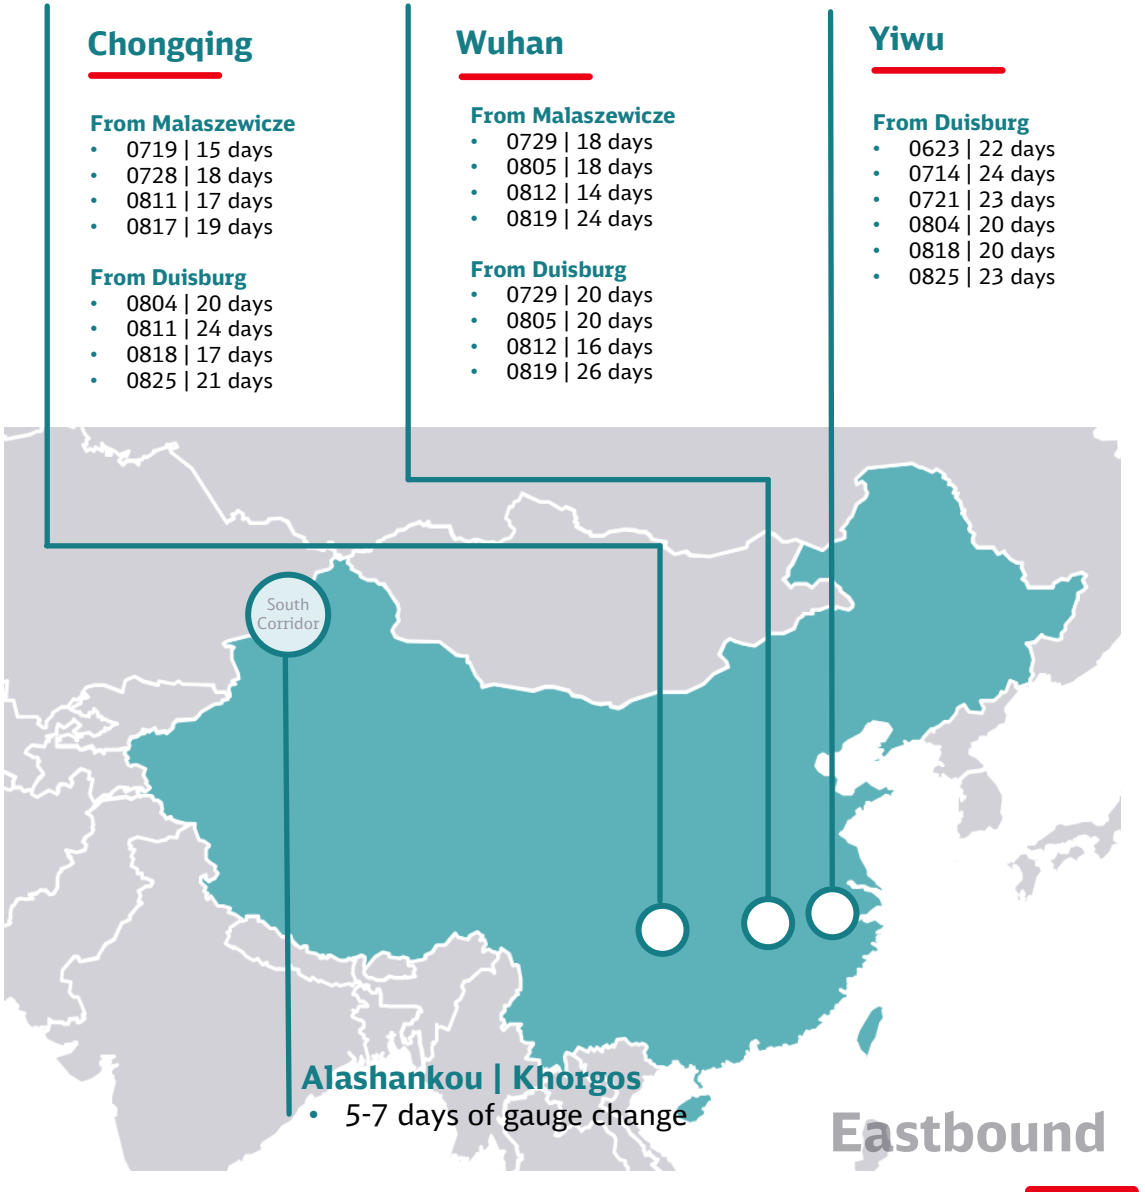 Chongqing
From Malaszewicze
• 0719 | 15 days
• 0728 | 18 days
• 0811 | 17 days
• 0817 | 19 days
From Duisburg
• 0804 | 20 days
• 0811 | 24 days
• 0818 | 17 days
• 0825 | 21 days
Wuhan
From Malaszewicze
• 0729 | 18 days
• 0805 | 18 days
• 0812 | 14 days
• 0819 | 24 days
From Duisburg
• 0729 | 20 days
• 0805 | 20 days
• 0812 | 16 days
• 0819 | 26 days
Yiwu
From Duisburg
• 0623 | 22 days
• 0714 | 24 days
• 0721 | 23 days
• 0804 | 20 days
• 0818 | 20 days
• 0825 | 23 days
South
Corridor
Alashankou | Khorgos
• 5-7 days of gauge change
Eastbound